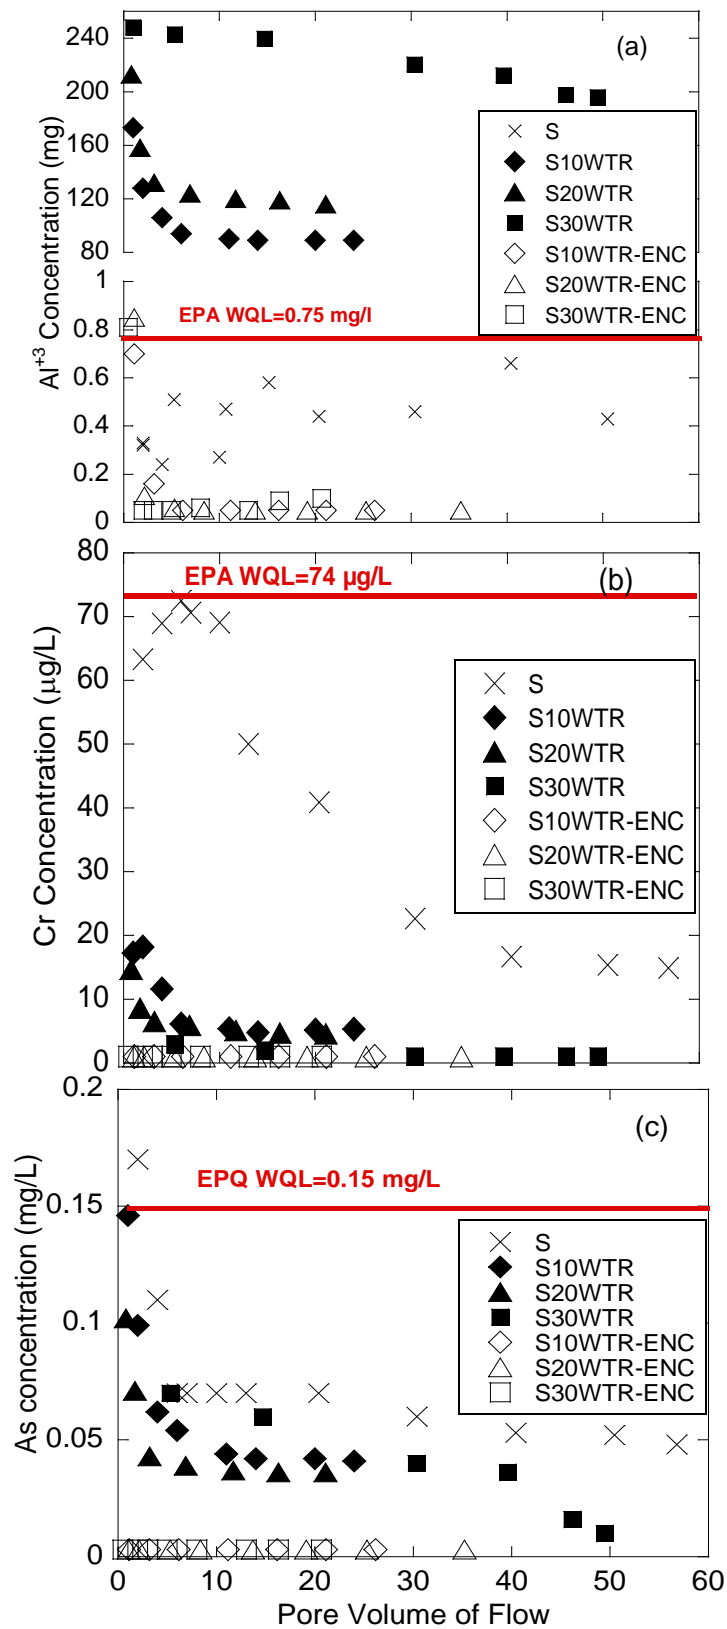 (a)
260
240
200
160
120
80
1
0.8
0.6
0.4
0.2
0
Al+3 Concentration (mg)
S
S10WTR
S20WTR
S30WTR
S10WTR-ENC
S20WTR-ENC
S30WTR-ENC
EPA WQL=0.75 mg/l
(b)
80
70
60
50
40
30
20
10
0
Cr Concentration (µg/L)
EPA WQL=74 µg/L
S
S10WTR
S20WTR
S30WTR
S10WTR-ENC
S20WTR-ENC
S30WTR-ENC
(c)
0.2
0.15
0.1
0.05
0
As concentration (mg/L)
EPQ WQL=0.15 mg/L
S
S10WTR
S20WTR
S30WTR
S10WTR-ENC
S20WTR-ENC
S30WTR-ENC
0 10 20 30 40 50 60
Pore Volume of Flow